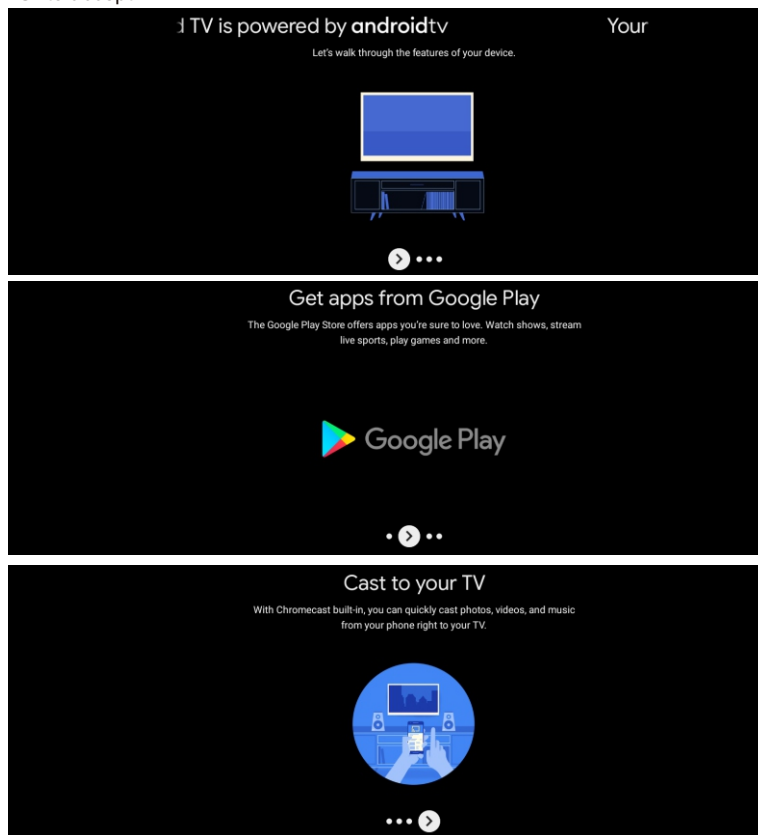 d TV is powered by androidtv Your
Let's walk through the features of your device.
Get apps from Google Play
The Google Play Store offers apps you're sure to love. Watch shows, stream
live sports, play games and more.
Google Play
Cast to your TV
With Chromecast built-in, you can quickly cast photos, videos, and music
from your phone right to your TV.